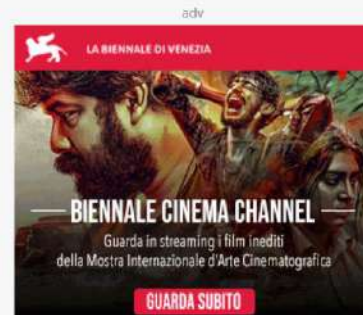 adv
LA BIENNALE DI VENEZIA
BIENNALE CINEMA CHANNEL
Guarda in streaming i film inediti
della Mostra Internazionale d'Arte Cinematografica
GUARDA SUBITO